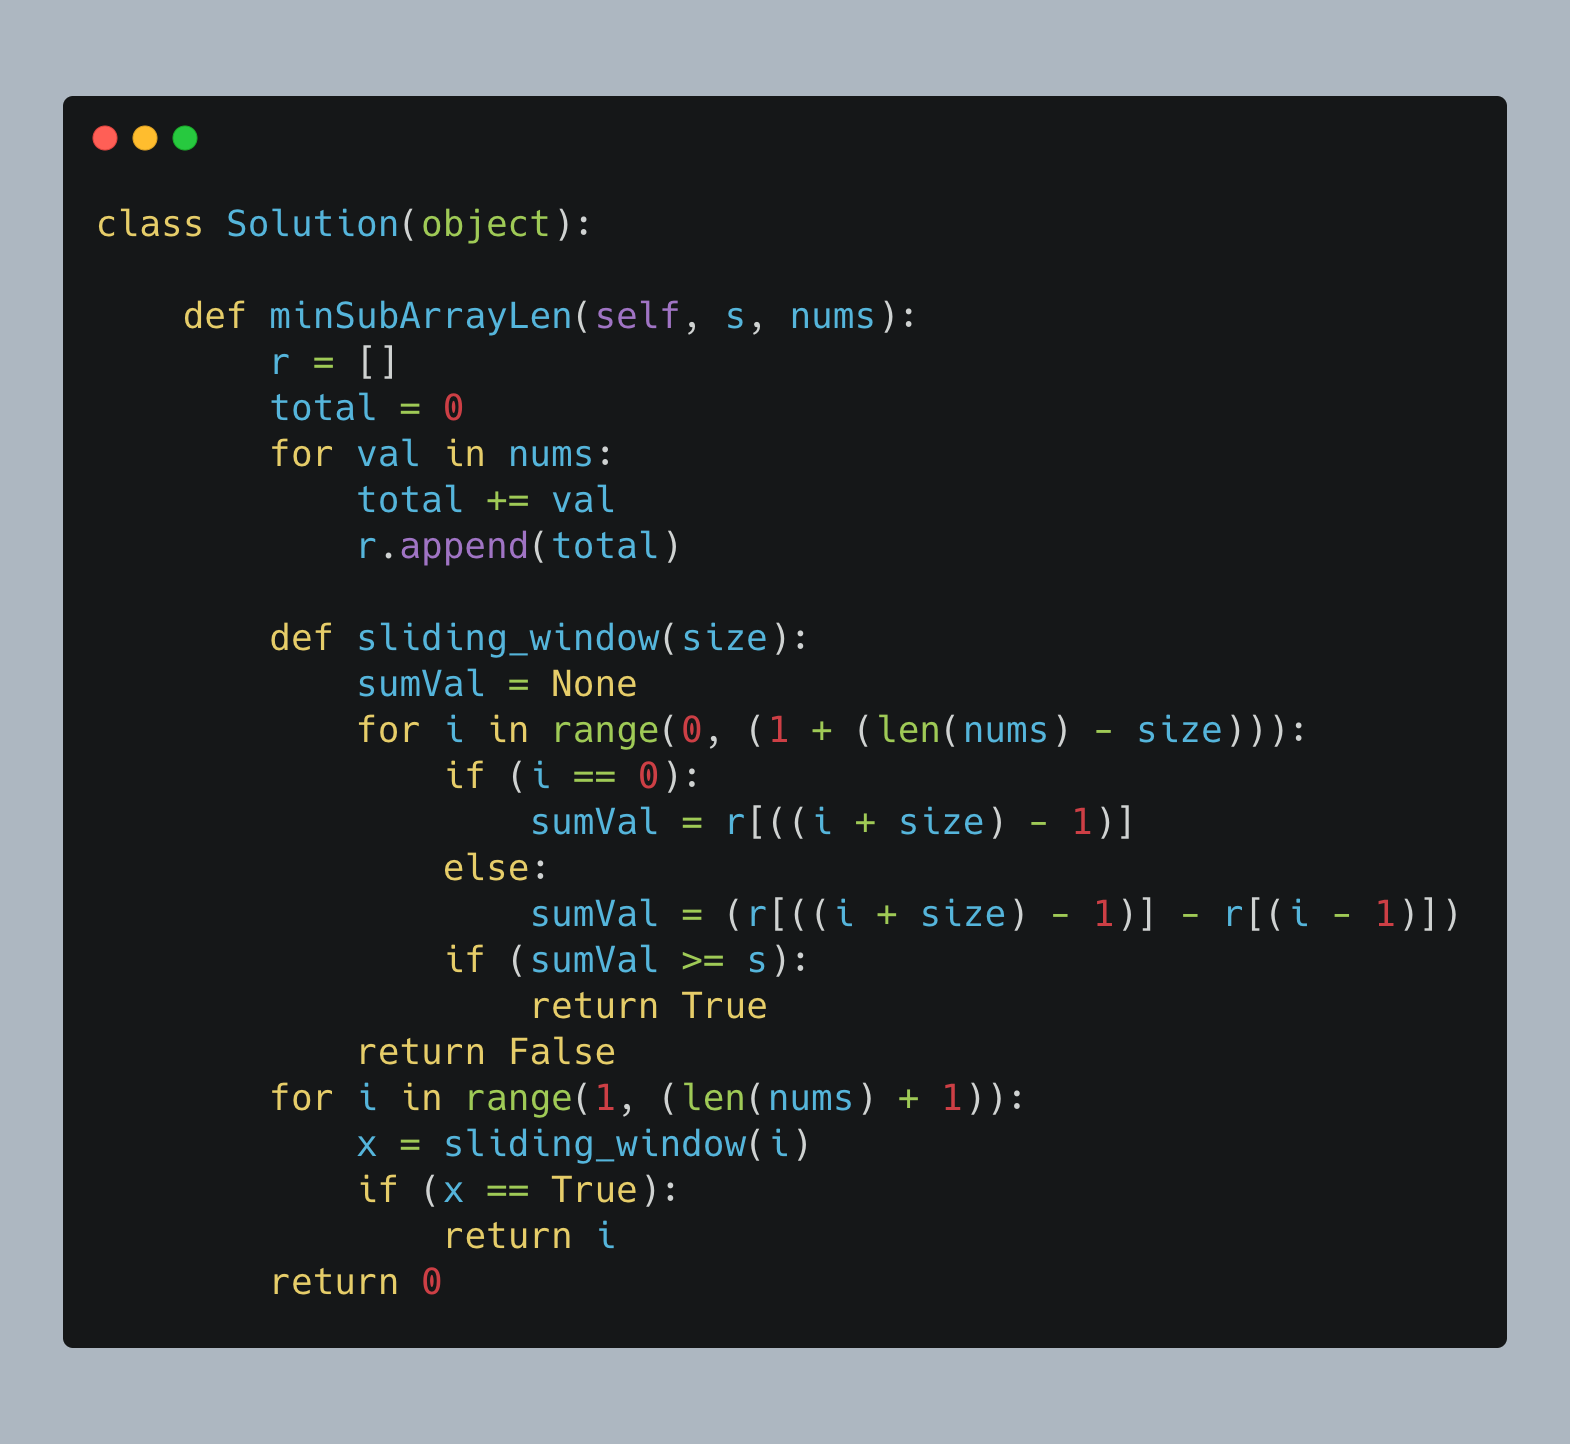 class Solution(object):

    def minSubArrayLen(self, s, nums):
        r = []
        total = 0
        for val in nums:
            total += val
            r.append(total)

        def sliding_window(size):
            sumVal = None
            for i in range(0, (1 + (len(nums) - size))):
                if (i == 0):
                    sumVal = r[((i + size) - 1)]
                else:
                    sumVal = (r[((i + size) - 1)] - r[(i - 1)])
                if (sumVal >= s):
                    return True
            return False
        for i in range(1, (len(nums) + 1)):
            x = sliding_window(i)
            if (x == True):
                return i
        return 0